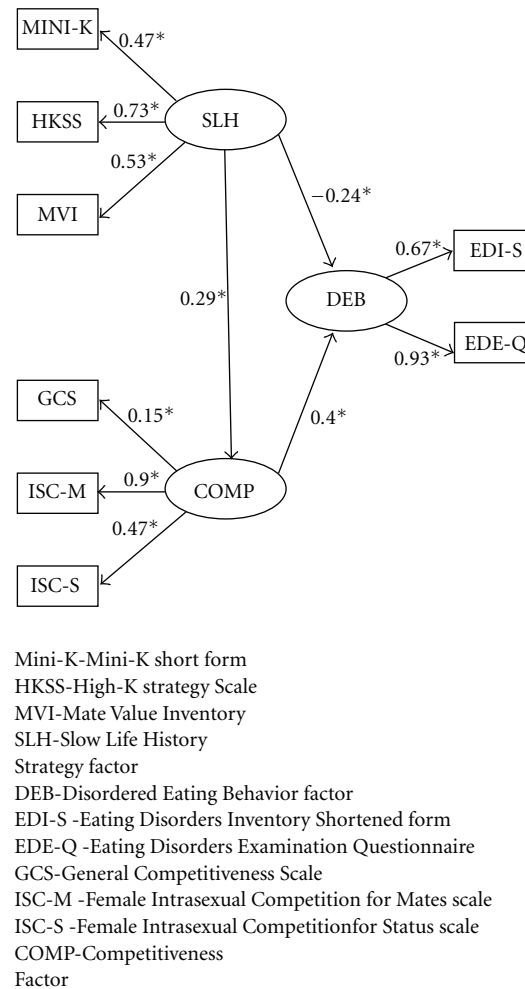 MINI-K
0.47*
HKSS
0.73*
SLH
0.53*
MVI
−0.24*
0.67*
EDI-S
DEB
0.29*
EDE-Q
0.93*
GCS
0.15*
0.4*
ISC-M
0.9*
COMP
0.47*
ISC-S
Mini-K-Mini-K short form
HKSS-High-K strategy Scale
MVI-Mate Value Inventory
SLH-Slow Life History
Strategy factor
DEB-Disordered Eating Behavior factor
EDI-S -Eating Disorders Inventory Shortened form
EDE-Q -Eating Disorders Examination Questionnaire
GCS-General Competitiveness Scale
ISC-M -Female Intrasexual Competition for Mates scale
ISC-S -Female Intrasexual Competitionfor Status scale
COMP-Competitiveness
Factor